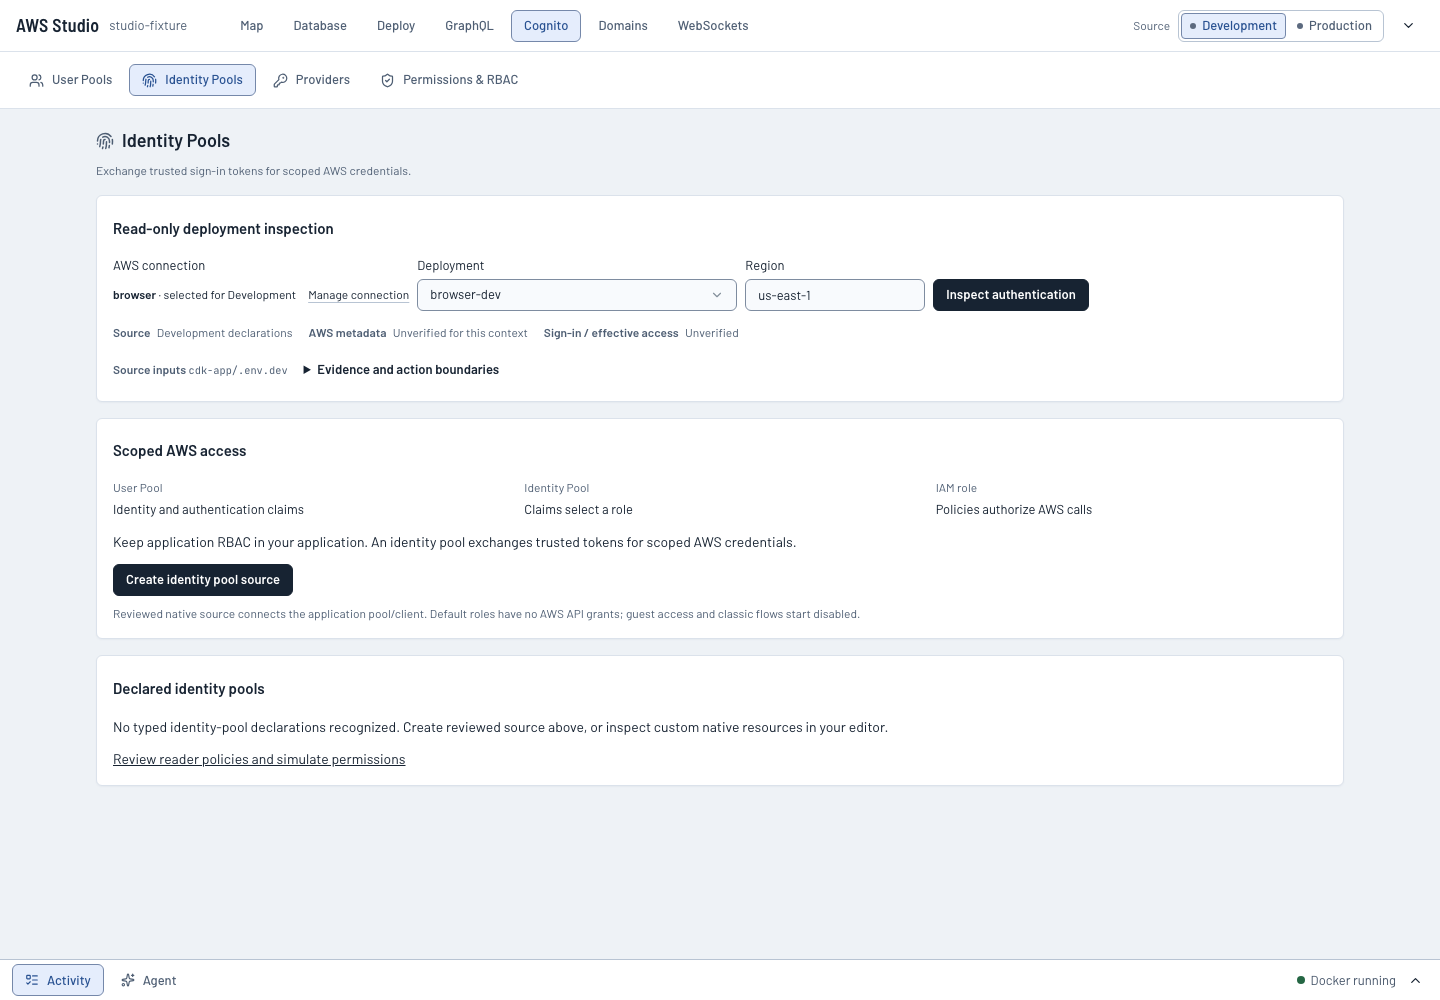 AWS Studio studio-fixture Map Database Deploy GraphQL Cognito Domains WebSockets Source Development Production
User Pools Identity Pools Providers Permissions & RBAC
Identity Pools
Exchange trusted sign-in tokens for scoped AWS credentials.
Read-only deployment inspection
AWS connection Deployment Region
browser · selected for Development Manage connection browser-dev us-east-1 Inspect authentication
Source Development declarations AWS metadata Unverified for this context Sign-in / effective access Unverified
Source inputs cdk-app/.env.dev Evidence and action boundaries
Scoped AWS access
User Pool Identity Pool IAM role
Identity and authentication claims Claims select a role Policies authorize AWS calls
Keep application RBAC in your application. An identity pool exchanges trusted tokens for scoped AWS credentials.
Create identity pool source
Reviewed native source connects the application pool/client. Default roles have no AWS API grants; guest access and classic flows start disabled.
Declared identity pools
No typed identity-pool declarations recognized. Create reviewed source above, or inspect custom native resources in your editor.
Review reader policies and simulate permissions
Activity Agent Docker running